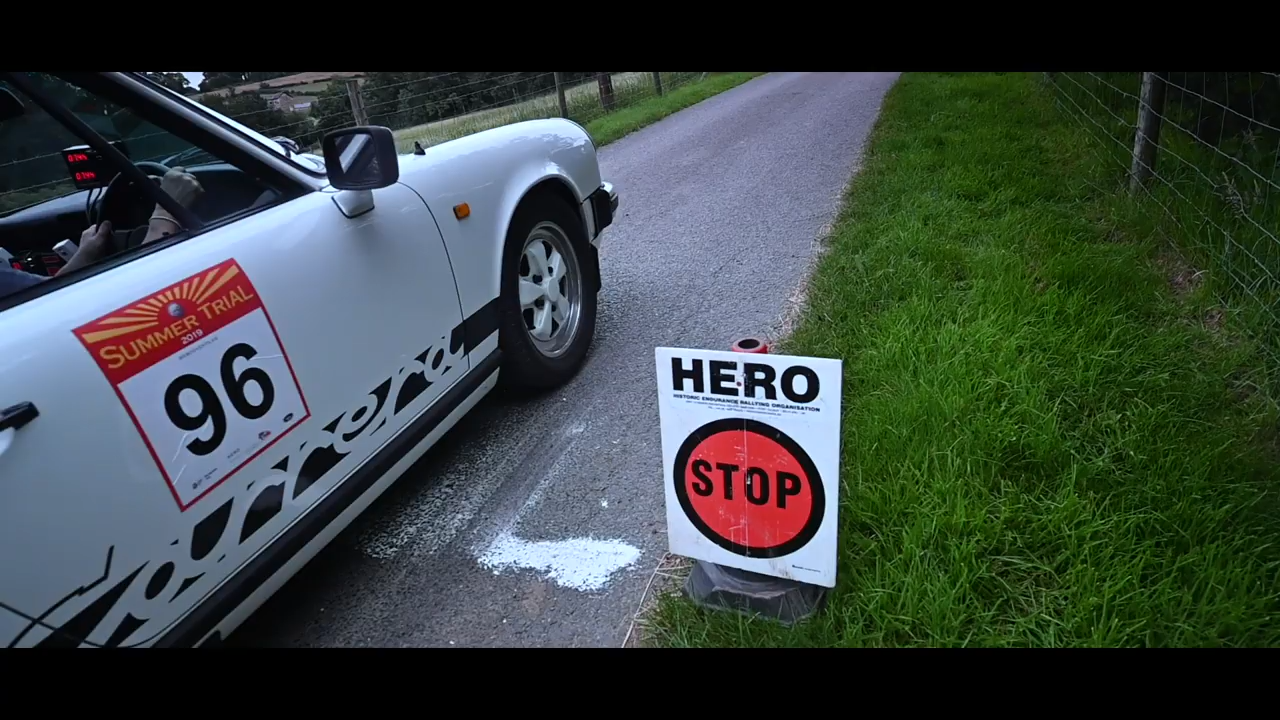 SUMMER TRIAL
2019
96
Carrera
HERO
HISTORIC ENDURANCE RALLYING ORGANISATION
STOP